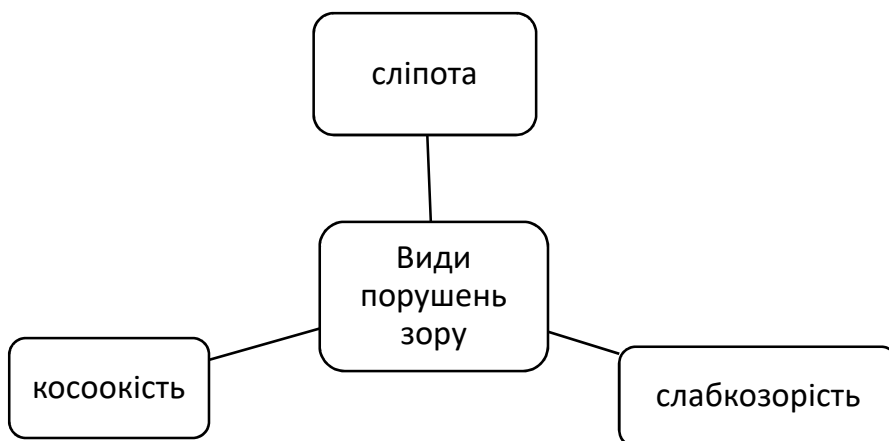 сліпота
Види
порушень
зору
косоокість
слабкозорість